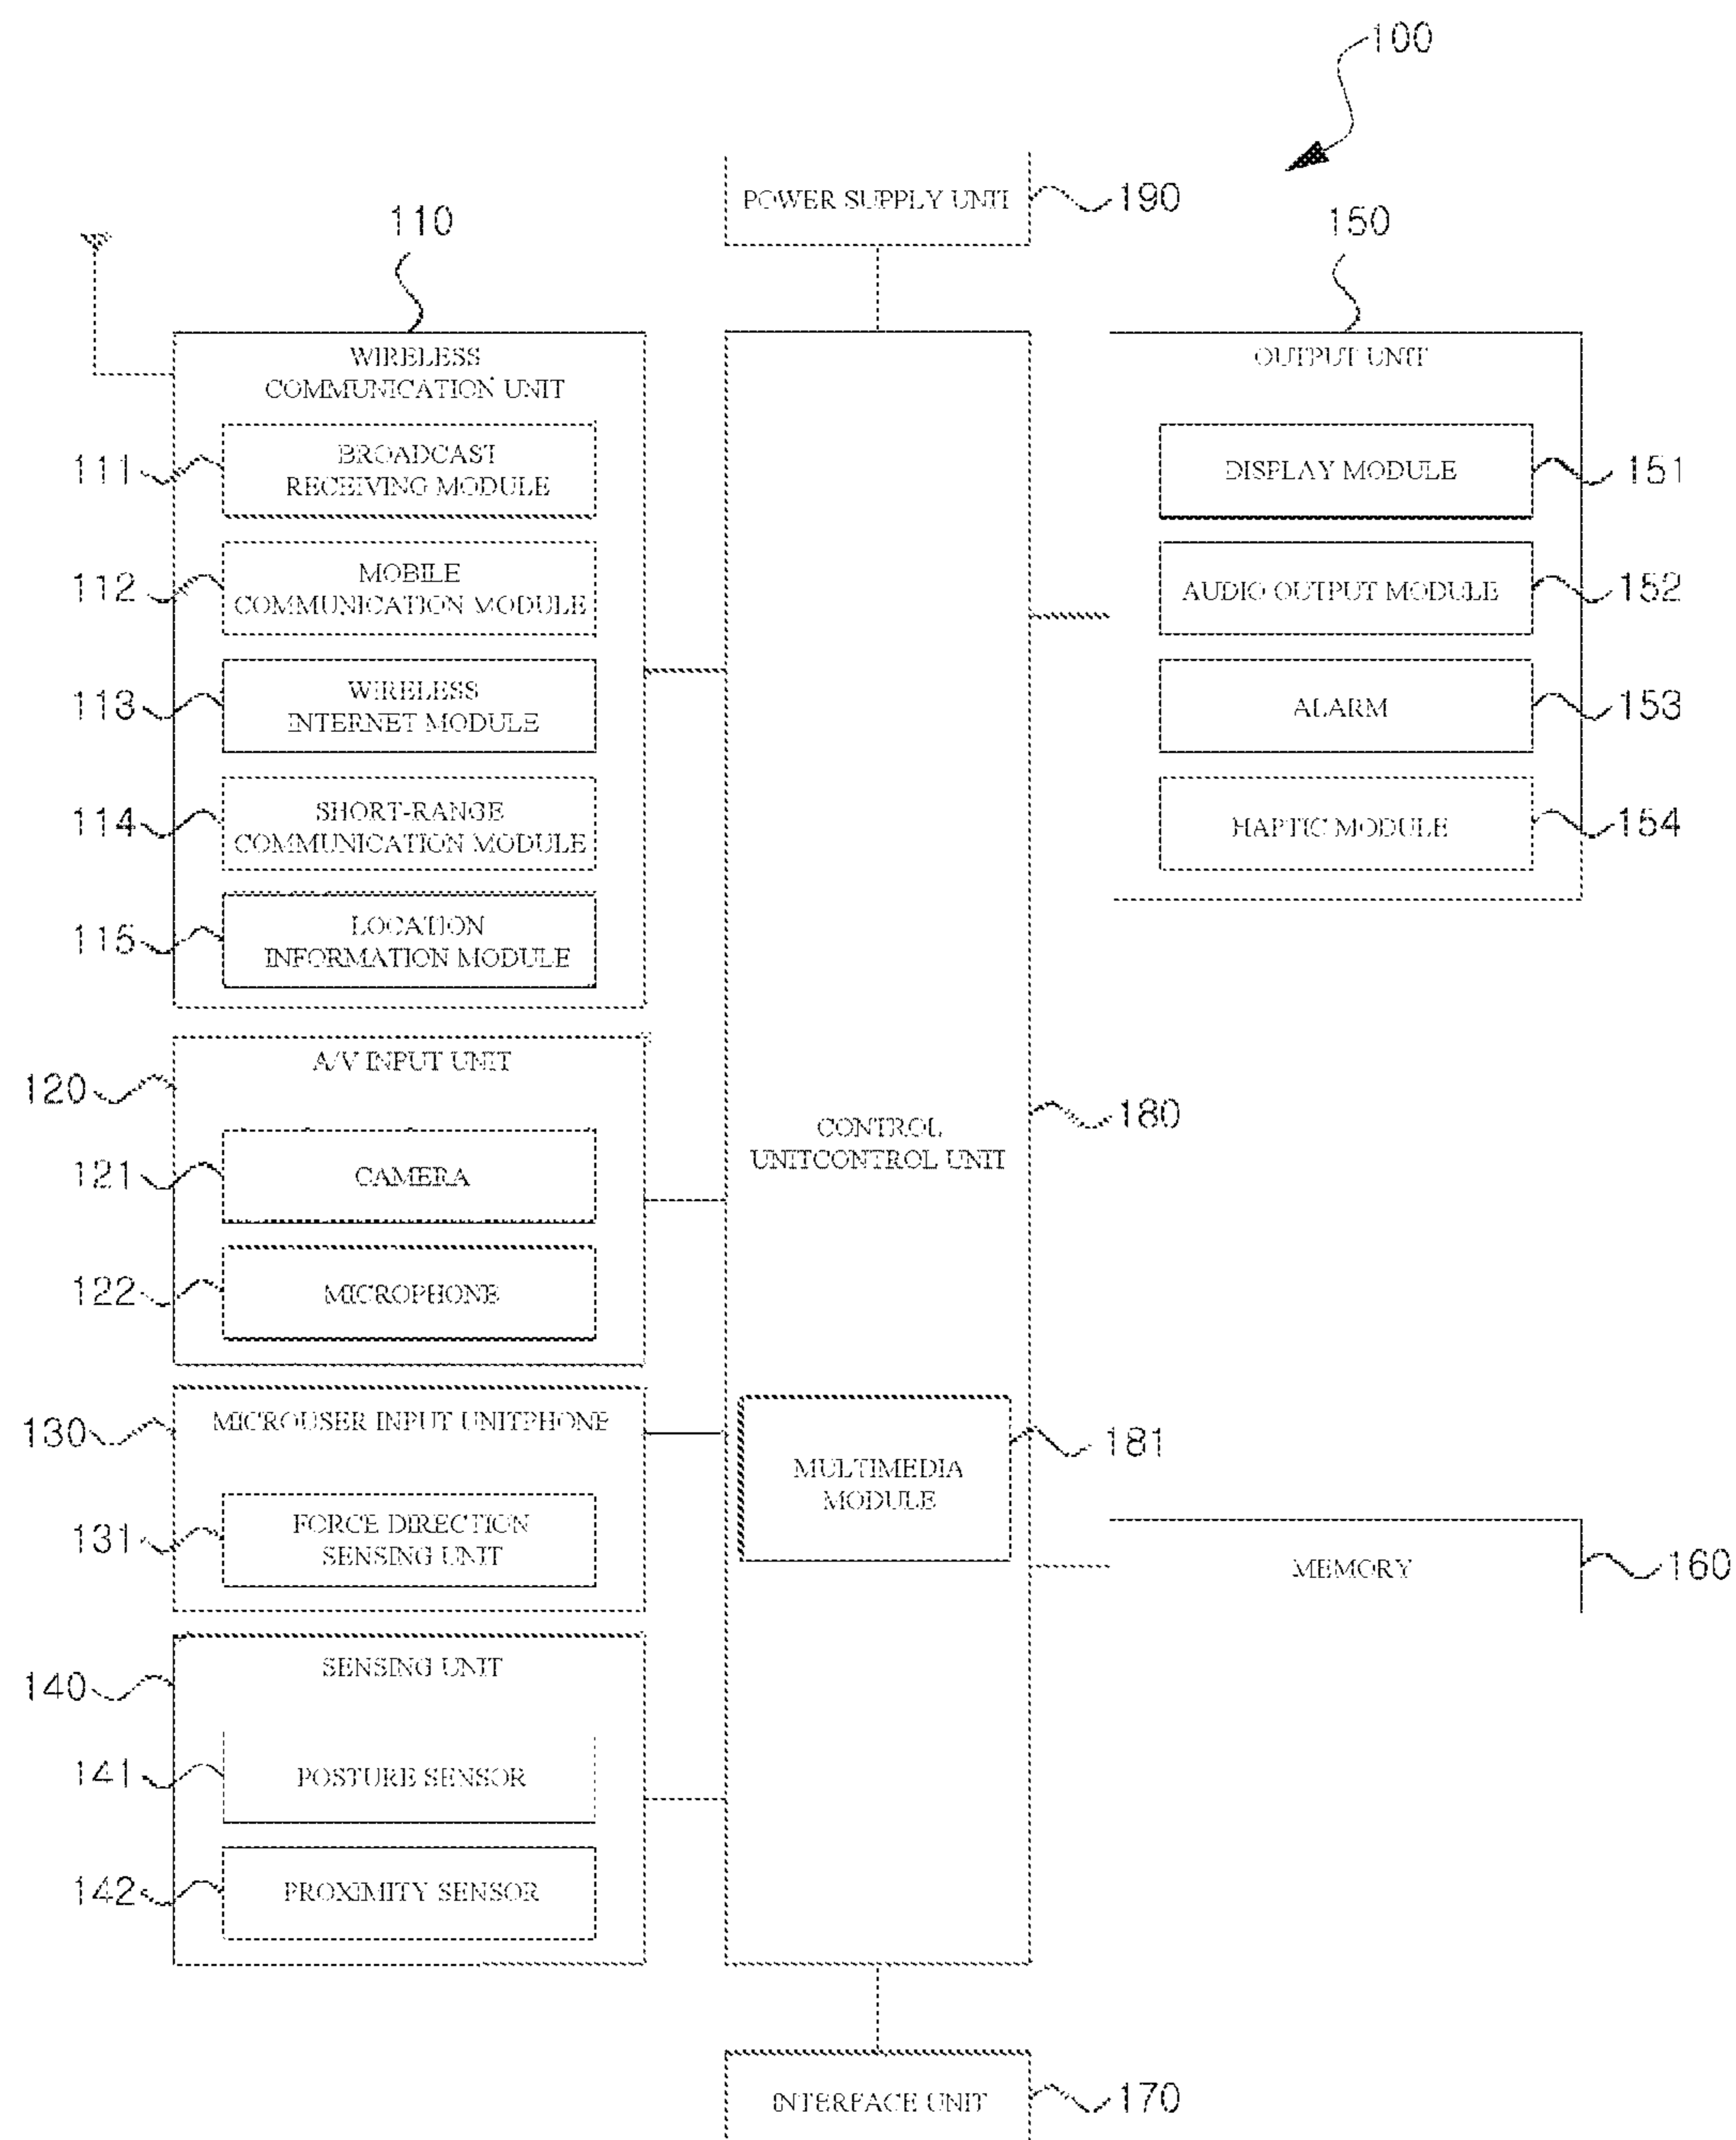 100
POWER SUPPLY UNIT
190
110
150
WIRELESS
COMMUNICATION UNIT
OUTPUT UNIT
111
BROADCAST
RECEIVING MODULE
DISPLAY MODULE
151
112
MOBILE
COMMUNICATION MODULE
AUDIO OUTPUT MODULE
152
113
WIRELESS
INTERNET MODULE
ALARM
153
114
SHORT-RANGE
COMMUNICATION MODULE
HAPTIC MODULE
154
115
LOCATION
INFORMATION MODULE
A/V INPUT UNIT
120
CONTROL
UNITCONTROL UNIT
180
121
CAMERA
122
MICROPHONE
130
MICROUSER INPUT UNITPHONE
181
MULTIMEDIA
MODULE
131
FORCE DIRECTION
SENSING UNIT
MEMORY
160
SENSING UNIT
140
141
POSTURE SENSOR
142
PROXIMITY SENSOR
INTERFACE UNIT
170